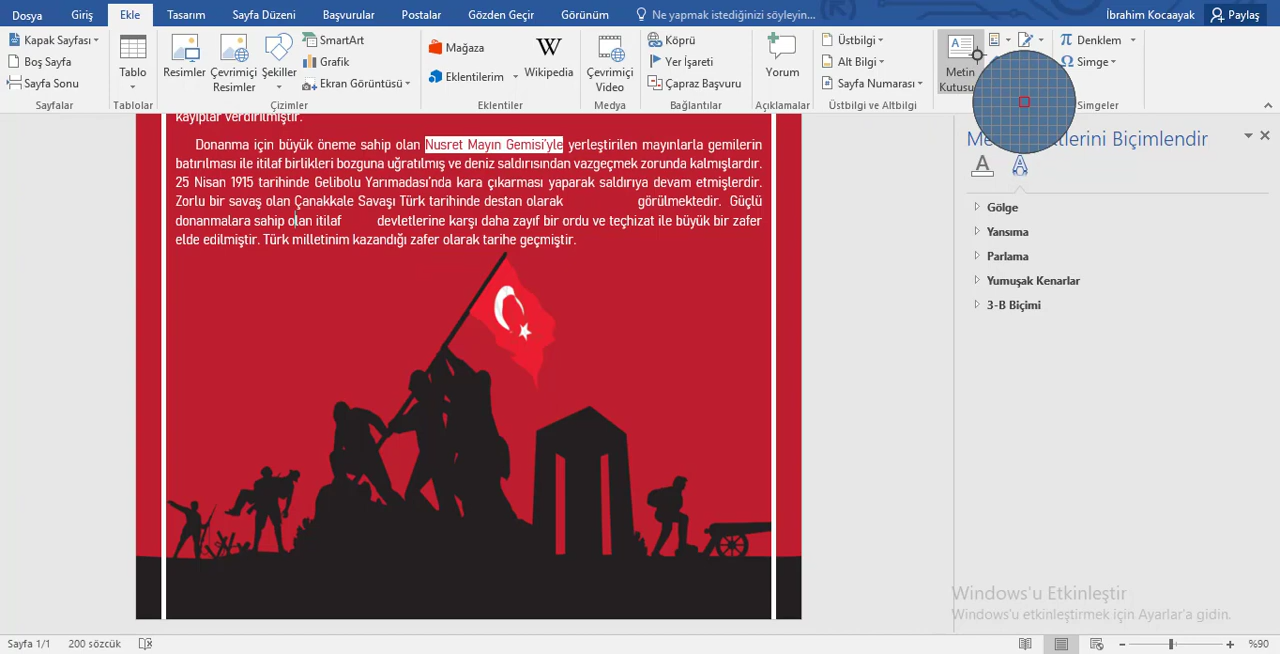 Dosya Giriş Ekle Tasarım Sayfa Düzeni Başvurular Postalar Gözden Geçir Görünüm Ne yapmak istediğinizi söyleyin... İbrahim Kocaayak Paylaş
Kapak Sayfası
Boş Sayfa
Sayfa Sonu
Sayfalar
Tablo
Tablolar
Resimler
Çevrimiçi
Resimler
Şekiller
SmartArt
Grafik
Ekran Görüntüsü
Çizimler
Mağaza
Eklentilerim
Wikipedia
Eklentiler
Çevrimiçi
Video
Medya
Köprü
Yer İşareti
Çapraz Başvuru
Bağlantılar
Yorum
Açıklamalar
Üstbilgi
Alt Bilgi
Sayfa Numarası
Üstbilgi ve Altbilgi
Metin
Kutusu
Denklem
Simge
Simgeler
kayıplar verdirilmiştir.
Donanma için büyük öneme sahip olan Nusret Mayın Gemisi'yle yerleştirilen mayınlarla gemilerin
batırılması ile itilaf birlikleri bozguna uğratılmış ve deniz saldırısından vazgeçmek zorunda kalmışlardır.
25 Nisan 1915 tarihinde Gelibolu Yarımadası'nda kara çıkarması yaparak saldırıya devam etmişlerdir.
Zorlu bir savaş olan Çanakkale Savaşı Türk tarihinde destan olarak görülmektedir. Güçlü
donanmalara sahip olan itilaf devletlerine karşı daha zayıf bir ordu ve teçhizat ile büyük bir zafer
elde edilmiştir. Türk milletinim kazandığı zafer olarak tarihe geçmiştir.
Biçimlendir
Gölge
Yansıma
Parlama
Yumuşak Kenarlar
3-B Biçimi
Windows'u Etkinleştir
Windows'u etkinleştirmek için Ayarlar'a gidin.
Sayfa 1/1 200 sözcük %90